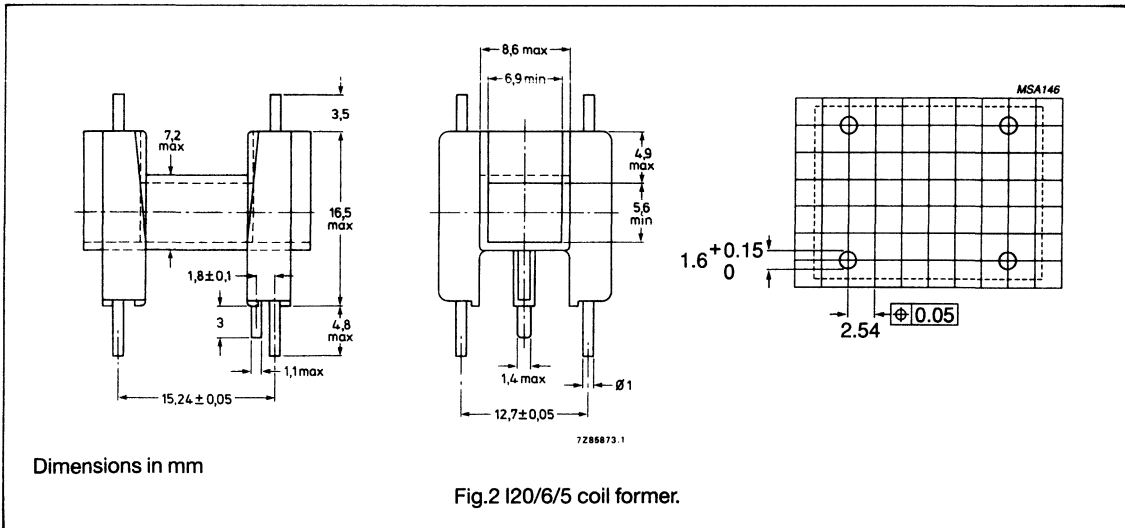 8,6 max
6,9 min
MSA146
3,5
7,2
max
4,9
max
16,5
max
5,6
min
1.6 +0.15
0
1,8±0,1
3
4,8
max
2.54
⌖ 0.05
1,1 max
1,4 max
Ø1
15,24±0,05
12,7±0,05
7Z85873.1
Dimensions in mm
Fig.2 I20/6/5 coil former.